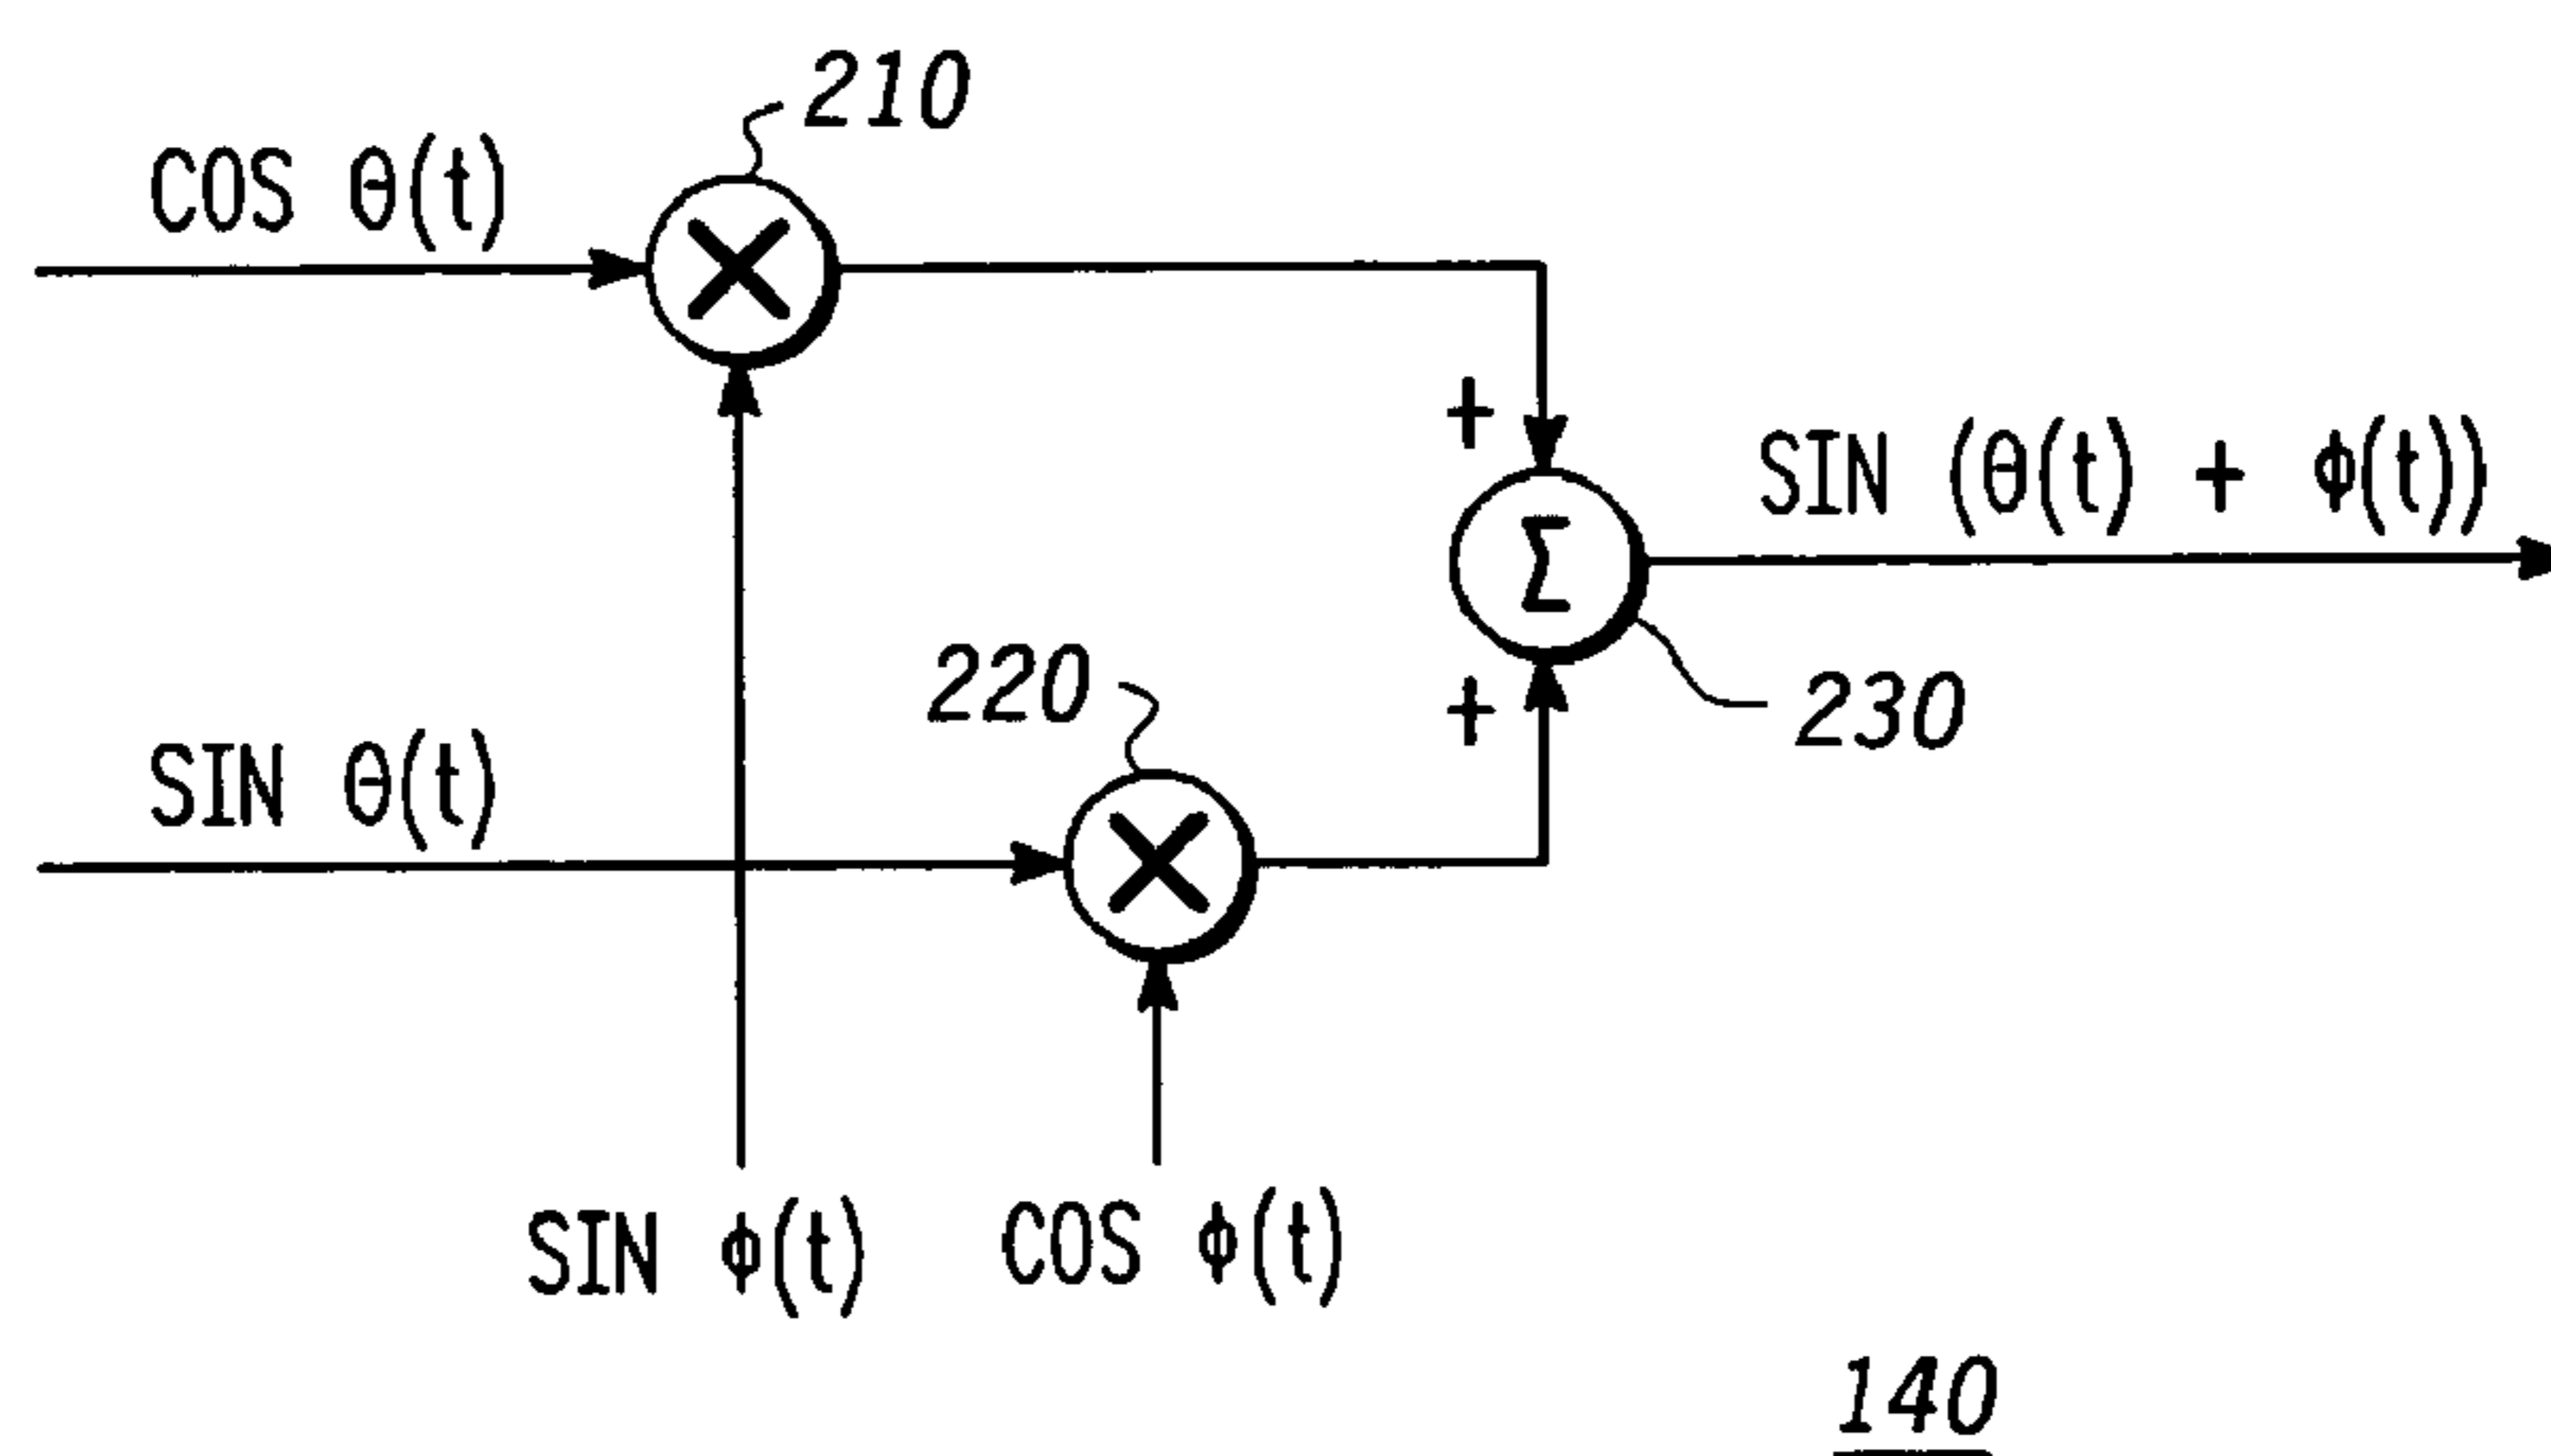 210
COS θ(t)
+
SIN (θ(t) + ϕ(t))
Σ
220
+
230
SIN θ(t)
SIN ϕ(t)
COS ϕ(t)
140